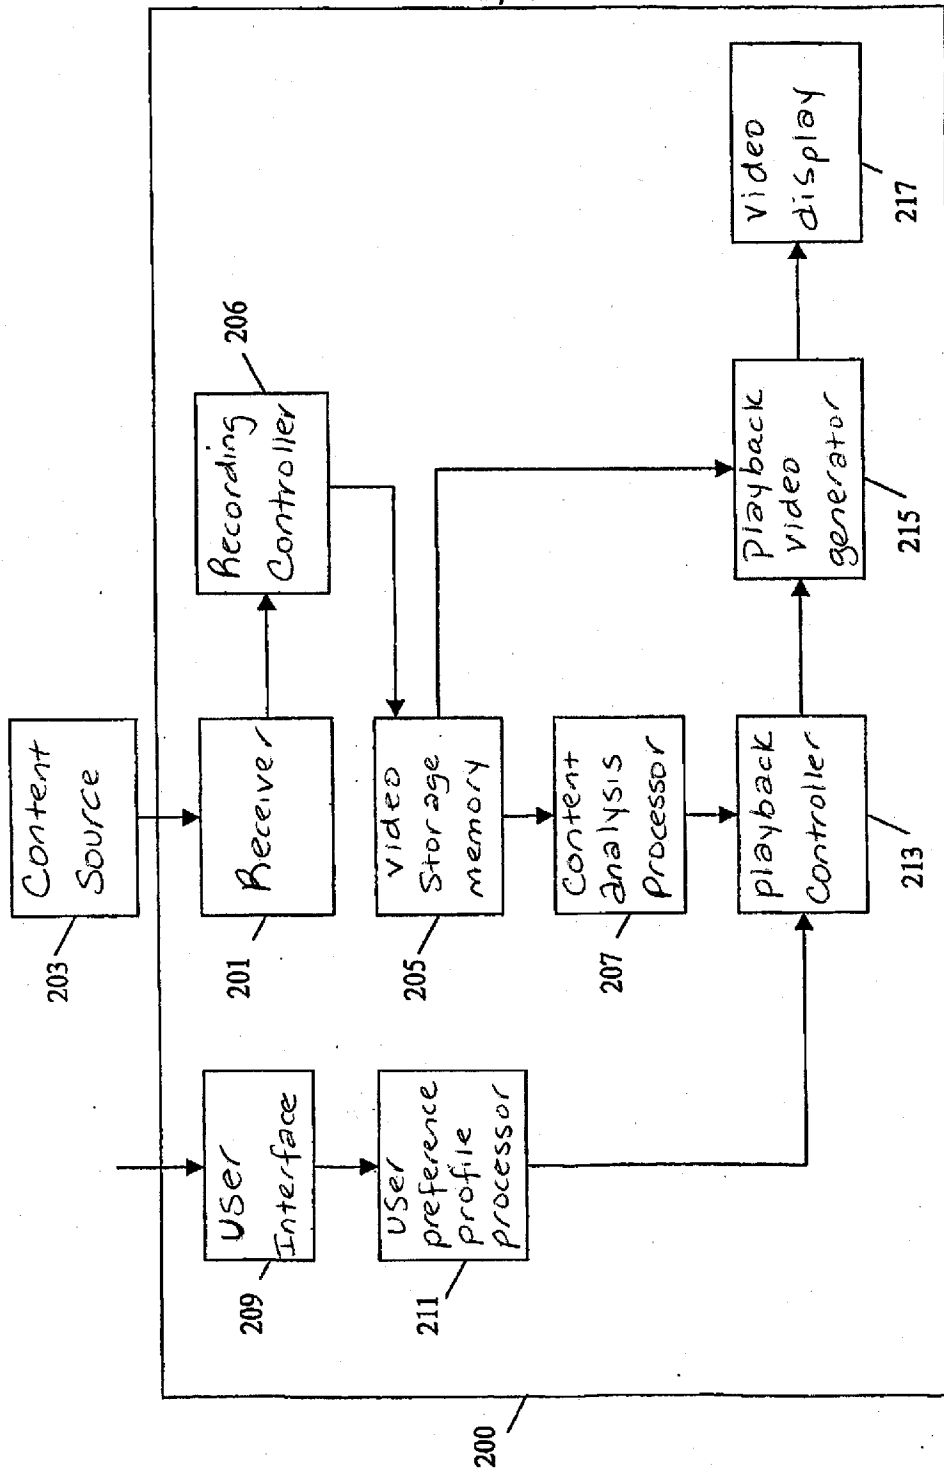 Content
Source
203
Receiver
201
Recording
Controller
206
Video
Storage
memory
205
Content
analysis
processor
207
User
Interface
209
User
preference
profile
processor
211
playback
Controller
213
playback
video
generator
215
Video
display
217
200